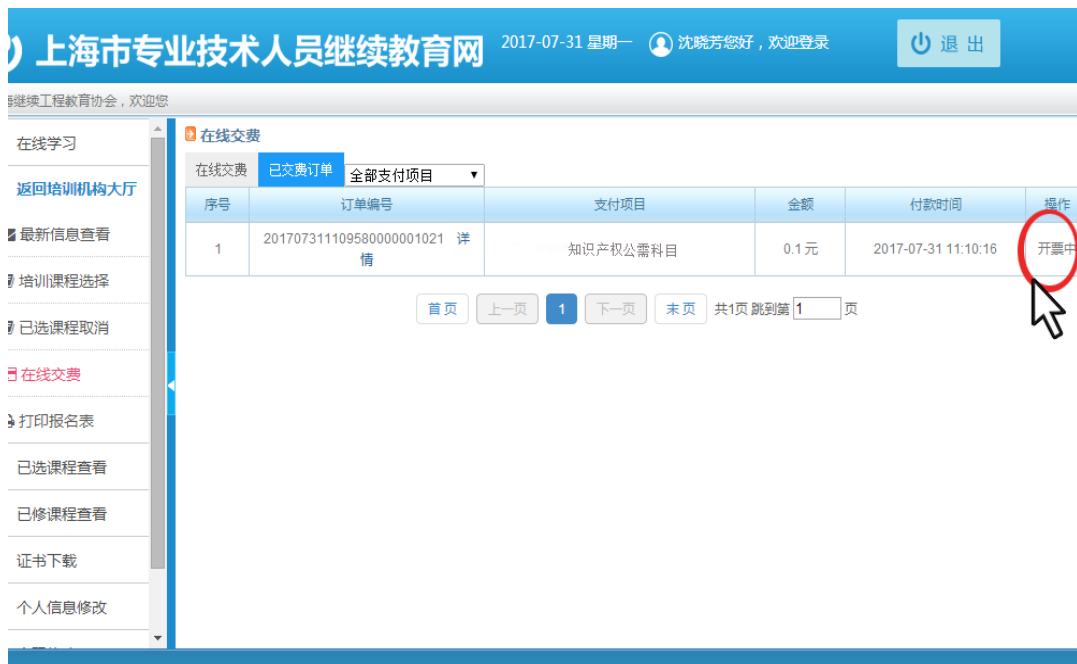 上海市专业技术人员继续教育网 2017-07-31 星期一 沈晓芳您好，欢迎登录 退 出
继续工程教育协会，欢迎您
在线学习
返回培训机构大厅
最新信息查看
培训课程选择
已选课程取消
在线交费
打印报名表
已选课程查看
已修课程查看
证书下载
个人信息修改
在线交费
在线交费 已交费订单 全部支付项目
序号 订单编号 支付项目 金额 付款时间 操作
1 201707311109580000001021 详情 知识产权公需科目 0.1元 2017-07-31 11:10:16 开票中
首页 上一页 1 下一页 末页 共1页 跳到第 1 页